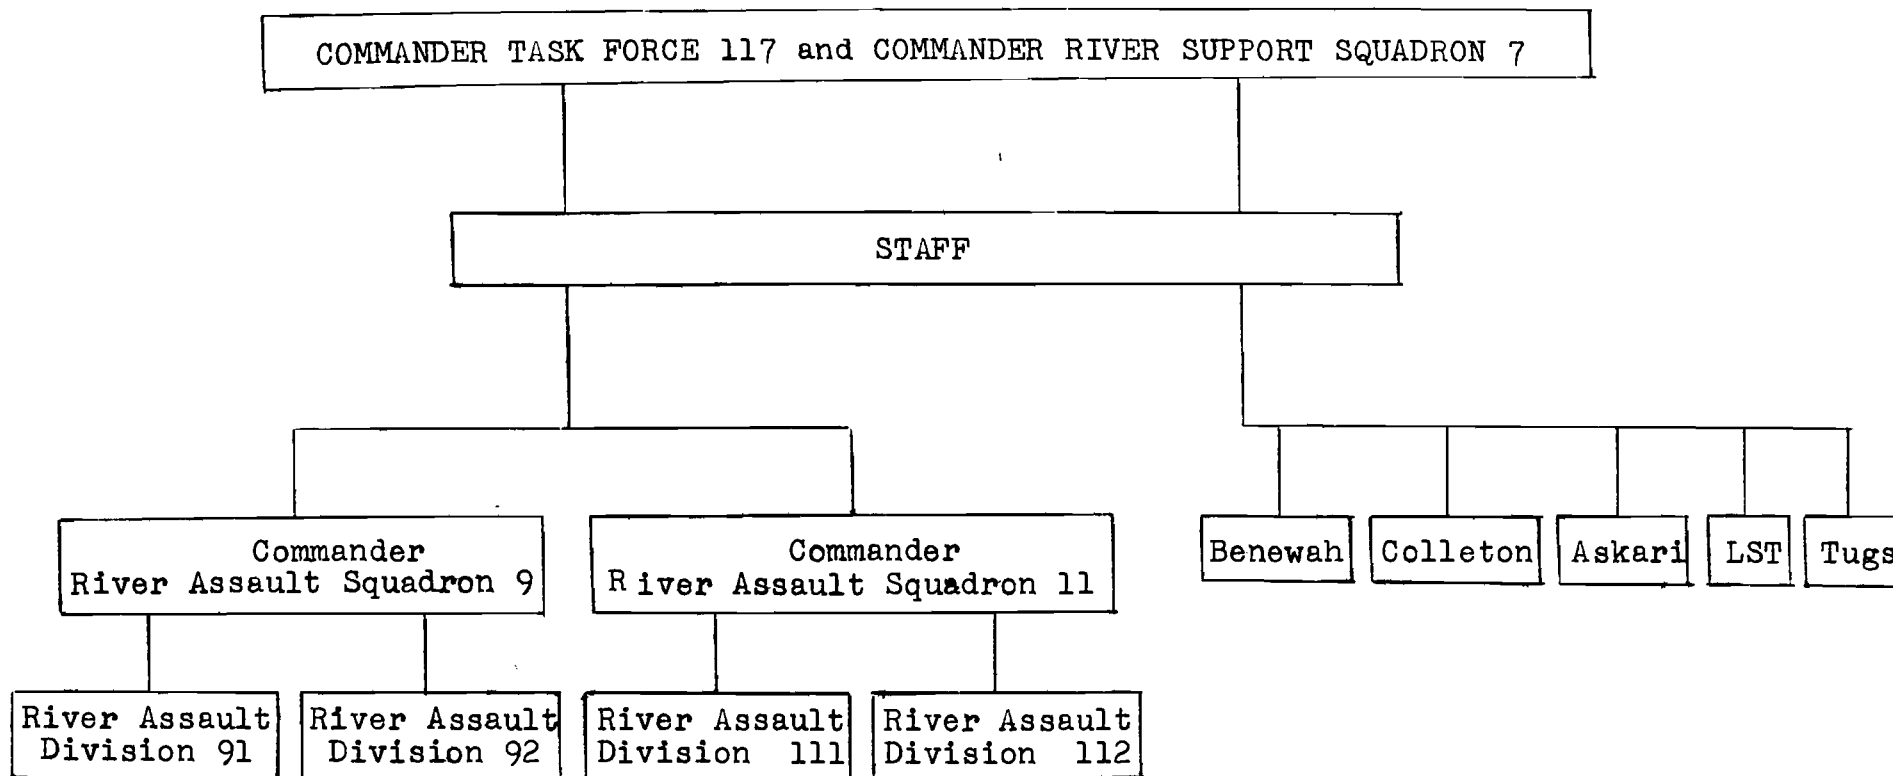 COMMANDER TASK FORCE 117 and COMMANDER RIVER SUPPORT SQUADRON 7
STAFF
Commander
River Assault Squadron 9
Commander
River Assault Squadron 11
Benewah
Colleton
Askari
LST
Tugs
River Assault
Division 91
River Assault
Division 92
River Assault
Division 111
River Assault
Division 112